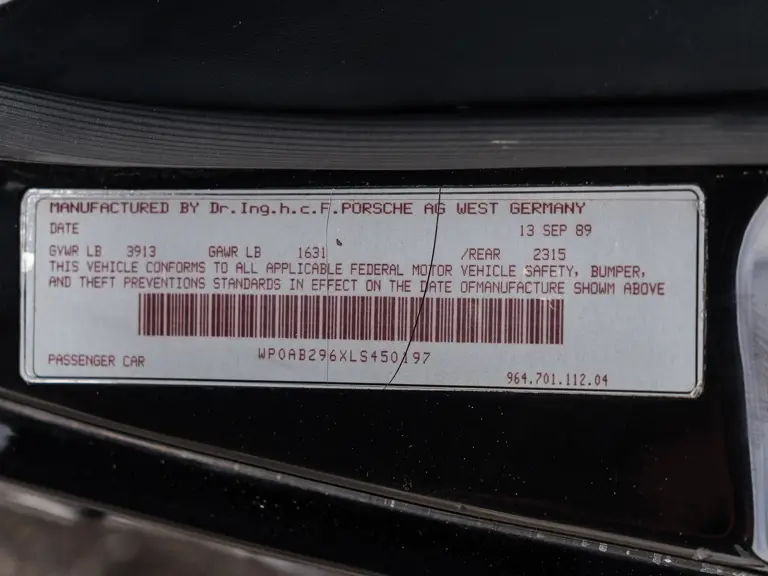 MANUFACTURED BY Dr.Ing.h.c.F.PORSCHE AG WEST GERMANY
DATE 13 SEP 89
GVWR LB 3913 GAWR LB 1631 /REAR 2315
THIS VEHICLE CONFORMS TO ALL APPLICABLE FEDERAL MOTOR VEHICLE SAFETY, BUMPER,
AND THEFT PREVENTIONS STANDARDS IN EFFECT ON THE DATE OFMANUFACTURE SHOWM ABOVE
WP0AB296XLS450197
PASSENGER CAR
964.701.112.04